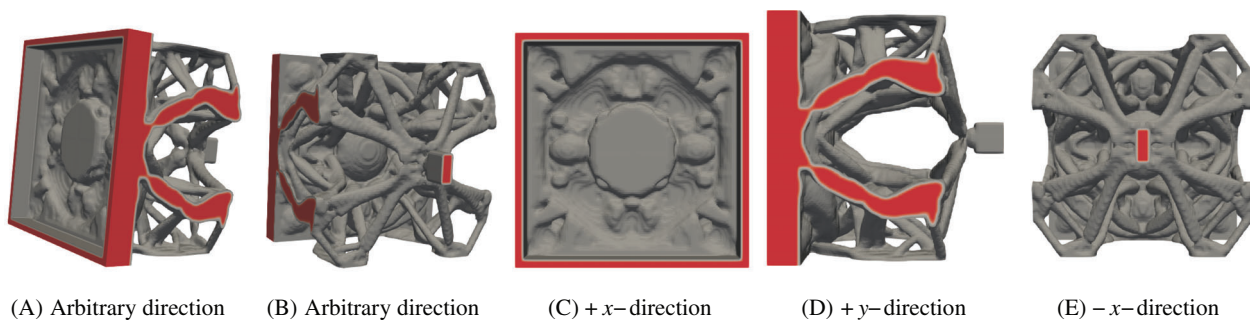 (A) Arbitrary direction
(B) Arbitrary direction
(C) + x− direction
(D) + y− direction
(E) − x− direction